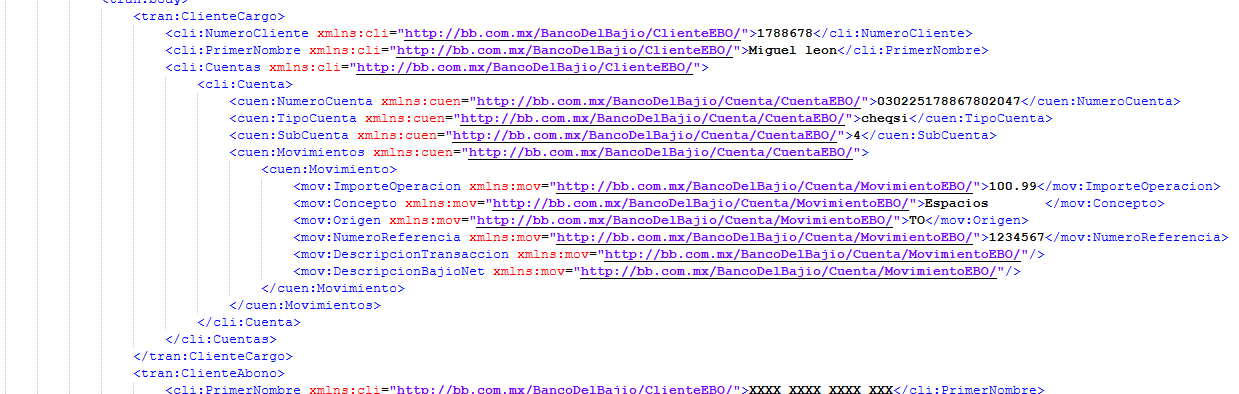 <tran:body>
<tran:ClienteCargo>
<cli:NumeroCliente xmlns:cli="http://bb.com.mx/BancoDelBajio/ClienteEBO/">1788678</cli:NumeroCliente>
<cli:PrimerNombre xmlns:cli="http://bb.com.mx/BancoDelBajio/ClienteEBO/">Miguel leon</cli:PrimerNombre>
<cli:Cuentas xmlns:cli="http://bb.com.mx/BancoDelBajio/ClienteEBO/">
<cli:Cuenta>
<cuen:NumeroCuenta xmlns:cuen="http://bb.com.mx/BancoDelBajio/Cuenta/CuentaEBO/">030225178867802047</cuen:NumeroCuenta>
<cuen:TipoCuenta xmlns:cuen="http://bb.com.mx/BancoDelBajio/Cuenta/CuentaEBO/">cheqsi</cuen:TipoCuenta>
<cuen:SubCuenta xmlns:cuen="http://bb.com.mx/BancoDelBajio/Cuenta/CuentaEBO/">4</cuen:SubCuenta>
<cuen:Movimientos xmlns:cuen="http://bb.com.mx/BancoDelBajio/Cuenta/CuentaEBO/">
<cuen:Movimiento>
<mov:ImporteOperacion xmlns:mov="http://bb.com.mx/BancoDelBajio/Cuenta/MovimientoEBO/">100.99</mov:ImporteOperacion>
<mov:Concepto xmlns:mov="http://bb.com.mx/BancoDelBajio/Cuenta/MovimientoEBO/">Espacios       </mov:Concepto>
<mov:Origen xmlns:mov="http://bb.com.mx/BancoDelBajio/Cuenta/MovimientoEBO/">TO</mov:Origen>
<mov:NumeroReferencia xmlns:mov="http://bb.com.mx/BancoDelBajio/Cuenta/MovimientoEBO/">1234567</mov:NumeroReferencia>
<mov:DescripcionTransaccion xmlns:mov="http://bb.com.mx/BancoDelBajio/Cuenta/MovimientoEBO/"/>
<mov:DescripcionBajioNet xmlns:mov="http://bb.com.mx/BancoDelBajio/Cuenta/MovimientoEBO/"/>
</cuen:Movimiento>
</cuen:Movimientos>
</cli:Cuenta>
</cli:Cuentas>
</tran:ClienteCargo>
<tran:ClienteAbono>
<cli:PrimerNombre xmlns:cli="http://bb.com.mx/BancoDelBajio/ClienteEBO/">XXXX XXXX XXXX XXX</cli:PrimerNombre>